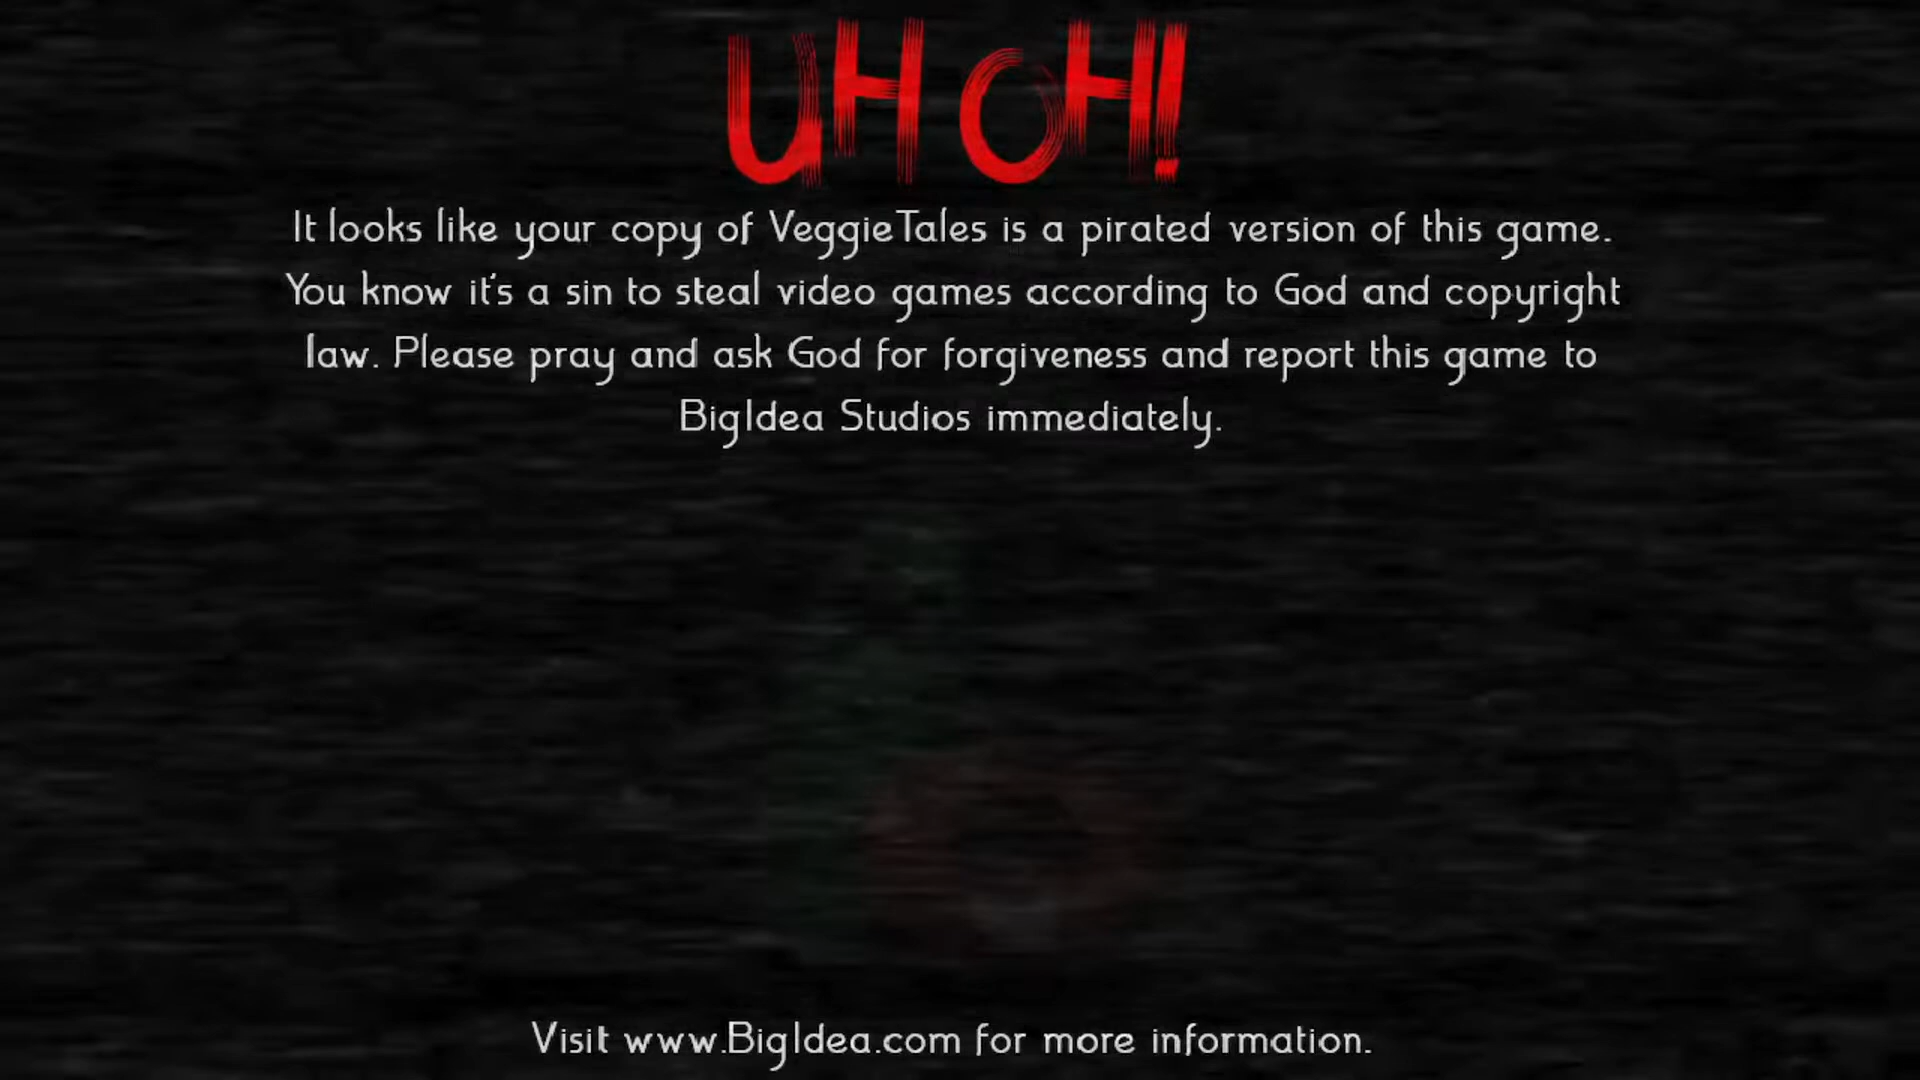 UH OH!
It looks like your copy of VeggieTales is a pirated version of this game.
You know it's a sin to steal video games according to God and copyright
law. Please pray and ask God for forgiveness and report this game to
BigIdea Studios immediately.
Visit www.BigIdea.com for more information.